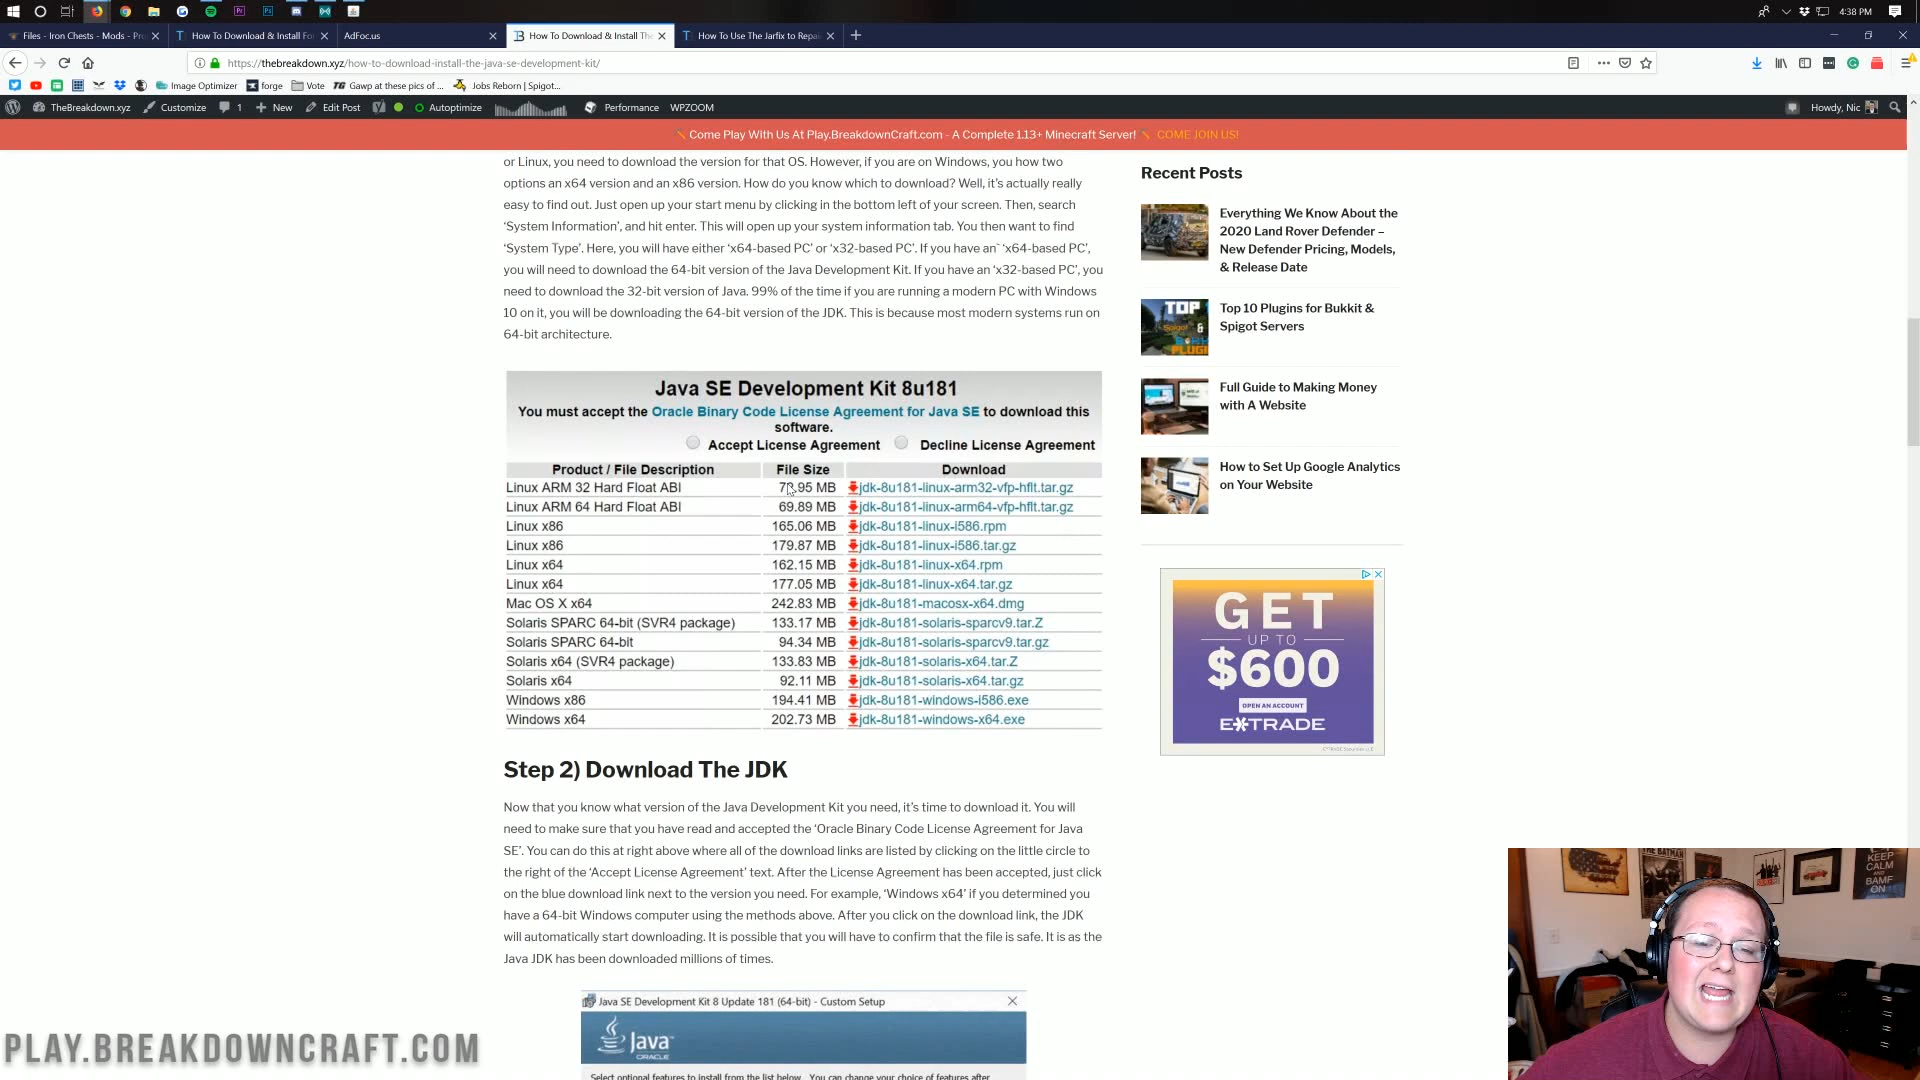 4:38 PM
Files - Iron Chests - Mods - Pro
How To Download & Install For
AdFoc.us
How To Download & Install The
How To Use The Jarfix to Repai
https://thebreakdown.xyz/how-to-download-install-the-java-se-development-kit/
Image Optimizer
forge
Vote
TG Gawp at these pics of ...
Jobs Reborn | Spigot...
TheBreakdown.xyz
Customize
1
New
Edit Post
Autoptimize
Performance
WPZOOM
Howdy, Nic
Come Play With Us At Play.BreakdownCraft.com - A Complete 1.13+ Minecraft Server! COME JOIN US!
or Linux, you need to download the version for that OS. However, if you are on Windows, you how two
options an x64 version and an x86 version. How do you know which to download? Well, it's actually really
easy to find out. Just open up your start menu by clicking in the bottom left of your screen. Then, search
'System Information', and hit enter. This will open up your system information tab. You then want to find
'System Type'. Here, you will have either 'x64-based PC' or 'x32-based PC'. If you have an` 'x64-based PC',
you will need to download the 64-bit version of the Java Development Kit. If you have an 'x32-based PC', you
need to download the 32-bit version of Java. 99% of the time if you are running a modern PC with Windows
10 on it, you will be downloading the 64-bit version of the JDK. This is because most modern systems run on
64-bit architecture.
Java SE Development Kit 8u181
You must accept the Oracle Binary Code License Agreement for Java SE to download this
software.
Accept License Agreement Decline License Agreement
Product / File Description File Size Download
Linux ARM 32 Hard Float ABI 72.95 MB jdk-8u181-linux-arm32-vfp-hflt.tar.gz
Linux ARM 64 Hard Float ABI 69.89 MB jdk-8u181-linux-arm64-vfp-hflt.tar.gz
Linux x86 165.06 MB jdk-8u181-linux-i586.rpm
Linux x86 179.87 MB jdk-8u181-linux-i586.tar.gz
Linux x64 162.15 MB jdk-8u181-linux-x64.rpm
Linux x64 177.05 MB jdk-8u181-linux-x64.tar.gz
Mac OS X x64 242.83 MB jdk-8u181-macosx-x64.dmg
Solaris SPARC 64-bit (SVR4 package) 133.17 MB jdk-8u181-solaris-sparcv9.tar.Z
Solaris SPARC 64-bit 94.34 MB jdk-8u181-solaris-sparcv9.tar.gz
Solaris x64 (SVR4 package) 133.83 MB jdk-8u181-solaris-x64.tar.Z
Solaris x64 92.11 MB jdk-8u181-solaris-x64.tar.gz
Windows x86 194.41 MB jdk-8u181-windows-i586.exe
Windows x64 202.73 MB jdk-8u181-windows-x64.exe
Step 2) Download The JDK
Now that you know what version of the Java Development Kit you need, it's time to download it. You will
need to make sure that you have read and accepted the 'Oracle Binary Code License Agreement for Java
SE'. You can do this at right above where all of the download links are listed by clicking on the little circle to
the right of the 'Accept License Agreement' text. After the License Agreement has been accepted, just click
on the blue download link next to the version you need. For example, 'Windows x64' if you determined you
have a 64-bit Windows computer using the methods above. After you click on the download link, the JDK
will automatically start downloading. It is possible that you will have to confirm that the file is safe. It is as the
Java JDK has been downloaded millions of times.
Java SE Development Kit 8 Update 181 (64-bit) - Custom Setup
Java
ORACLE
Select optional features to install from the list below. You can change your choice of features after
Recent Posts
Everything We Know About the
2020 Land Rover Defender –
New Defender Pricing, Models,
& Release Date
TOP
Spigot &
PLUGI
Top 10 Plugins for Bukkit &
Spigot Servers
Full Guide to Making Money
with A Website
How to Set Up Google Analytics
on Your Website
GET
UP TO
$600
OPEN AN ACCOUNT
E*TRADE
THE BATMAN
KEEP
CALM
AND
BAMF
ON
PLAY.BREAKDOWNCRAFT.COM